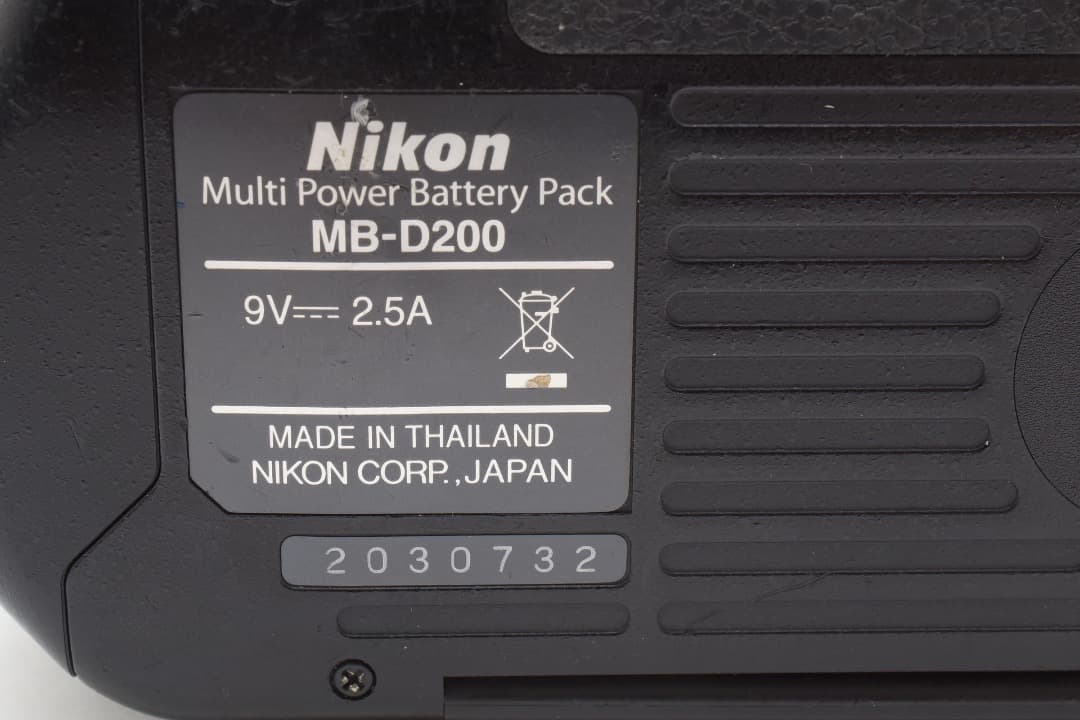 Nikon
Multi Power Battery Pack
MB-D200
9V⎓ 2.5A
MADE IN THAILAND
NIKON CORP.,JAPAN
2030732